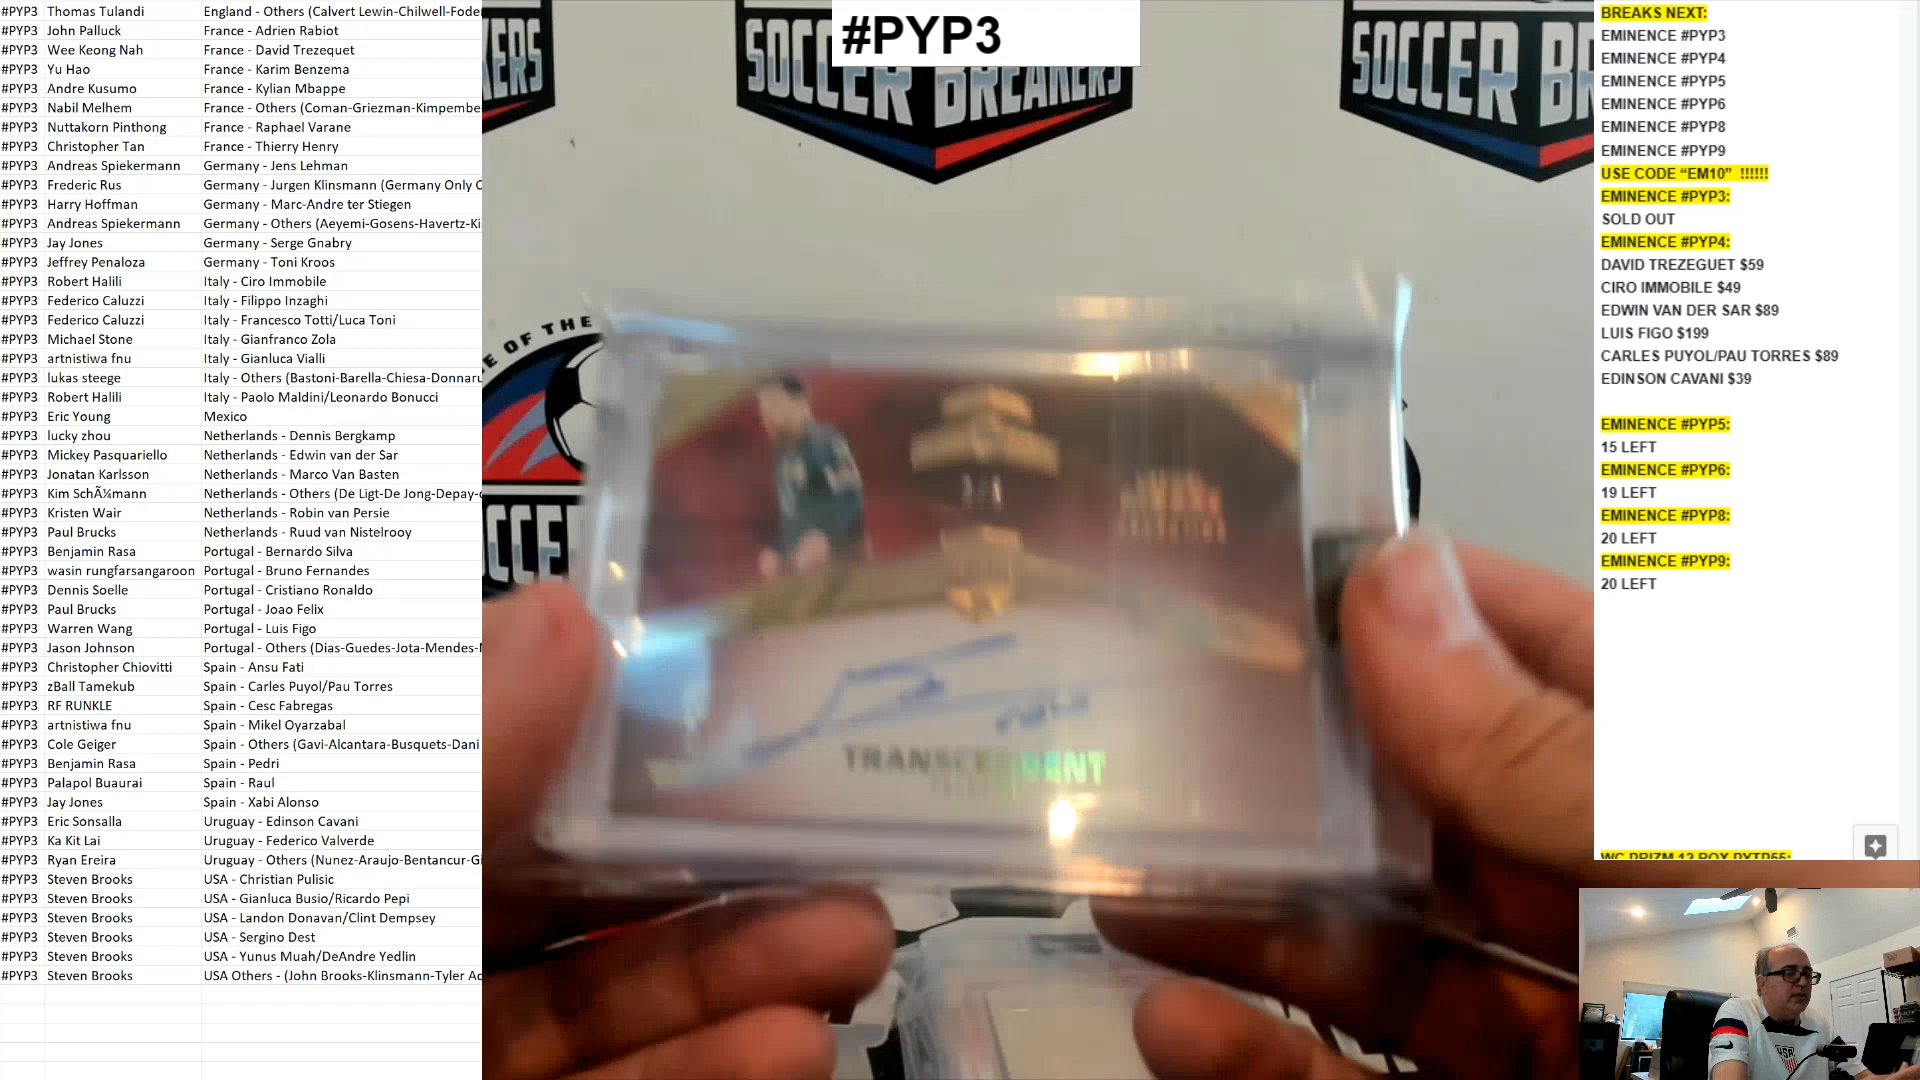 #PYP3 Thomas Tulandi England - Others (Calvert Lewin-Chilwell-Fode
#PYP3 John Palluck France - Adrien Rabiot
#PYP3 Wee Keong Nah France - David Trezequet
#PYP3 Yu Hao France - Karim Benzema
#PYP3 Andre Kusumo France - Kylian Mbappe
#PYP3 Nabil Melhem France - Others (Coman-Griezman-Kimpembe
#PYP3 Nuttakorn Pinthong France - Raphael Varane
#PYP3 Christopher Tan France - Thierry Henry
#PYP3 Andreas Spiekermann Germany - Jens Lehman
#PYP3 Frederic Rus Germany - Jurgen Klinsmann (Germany Only C
#PYP3 Harry Hoffman Germany - Marc-Andre ter Stiegen
#PYP3 Andreas Spiekermann Germany - Others (Aeyemi-Gosens-Havertz-Ki
#PYP3 Jay Jones Germany - Serge Gnabry
#PYP3 Jeffrey Penaloza Germany - Toni Kroos
#PYP3 Robert Halili Italy - Ciro Immobile
#PYP3 Federico Caluzzi Italy - Filippo Inzaghi
#PYP3 Federico Caluzzi Italy - Francesco Totti/Luca Toni
#PYP3 Michael Stone Italy - Gianfranco Zola
#PYP3 artnistiwa fnu Italy - Gianluca Vialli
#PYP3 lukas steege Italy - Others (Bastoni-Barella-Chiesa-Donnaru
#PYP3 Robert Halili Italy - Paolo Maldini/Leonardo Bonucci
#PYP3 Eric Young Mexico
#PYP3 lucky zhou Netherlands - Dennis Bergkamp
#PYP3 Mickey Pasquariello Netherlands - Edwin van der Sar
#PYP3 Jonatan Karlsson Netherlands - Marco Van Basten
#PYP3 Kim SchÃ¼mann Netherlands - Others (De Ligt-De Jong-Depay-
#PYP3 Kristen Wair Netherlands - Robin van Persie
#PYP3 Paul Brucks Netherlands - Ruud van Nistelrooy
#PYP3 Benjamin Rasa Portugal - Bernardo Silva
#PYP3 wasin rungfarsangaroon Portugal - Bruno Fernandes
#PYP3 Dennis Soelle Portugal - Cristiano Ronaldo
#PYP3 Paul Brucks Portugal - Joao Felix
#PYP3 Warren Wang Portugal - Luis Figo
#PYP3 Jason Johnson Portugal - Others (Dias-Guedes-Jota-Mendes-
#PYP3 Christopher Chiovitti Spain - Ansu Fati
#PYP3 zBall Tamekub Spain - Carles Puyol/Pau Torres
#PYP3 RF RUNKLE Spain - Cesc Fabregas
#PYP3 artnistiwa fnu Spain - Mikel Oyarzabal
#PYP3 Cole Geiger Spain - Others (Gavi-Alcantara-Busquets-Dani
#PYP3 Benjamin Rasa Spain - Pedri
#PYP3 Palapol Buaurai Spain - Raul
#PYP3 Jay Jones Spain - Xabi Alonso
#PYP3 Eric Sonsalla Uruguay - Edinson Cavani
#PYP3 Ka Kit Lai Uruguay - Federico Valverde
#PYP3 Ryan Ereira Uruguay - Others (Nunez-Araujo-Bentancur-Gi
#PYP3 Steven Brooks USA - Christian Pulisic
#PYP3 Steven Brooks USA - Gianluca Busio/Ricardo Pepi
#PYP3 Steven Brooks USA - Landon Donavan/Clint Dempsey
#PYP3 Steven Brooks USA - Sergino Dest
#PYP3 Steven Brooks USA - Yunus Muah/DeAndre Yedlin
#PYP3 Steven Brooks USA Others - (John Brooks-Klinsmann-Tyler Ad
#PYP3
KERS
SOCCER BREAKERS
SOCCER BR
E OF THE
SOCCE
TRANSCENDENT
BREAKS NEXT:
EMINENCE #PYP3
EMINENCE #PYP4
EMINENCE #PYP5
EMINENCE #PYP6
EMINENCE #PYP8
EMINENCE #PYP9
USE CODE “EM10” !!!!!!
EMINENCE #PYP3:
SOLD OUT
EMINENCE #PYP4:
DAVID TREZEGUET $59
CIRO IMMOBILE $49
EDWIN VAN DER SAR $89
LUIS FIGO $199
CARLES PUYOL/PAU TORRES $89
EDINSON CAVANI $39
EMINENCE #PYP5:
15 LEFT
EMINENCE #PYP6:
19 LEFT
EMINENCE #PYP8:
20 LEFT
EMINENCE #PYP9:
20 LEFT
WC PRIZM 12 BOX PYTP55:
USA